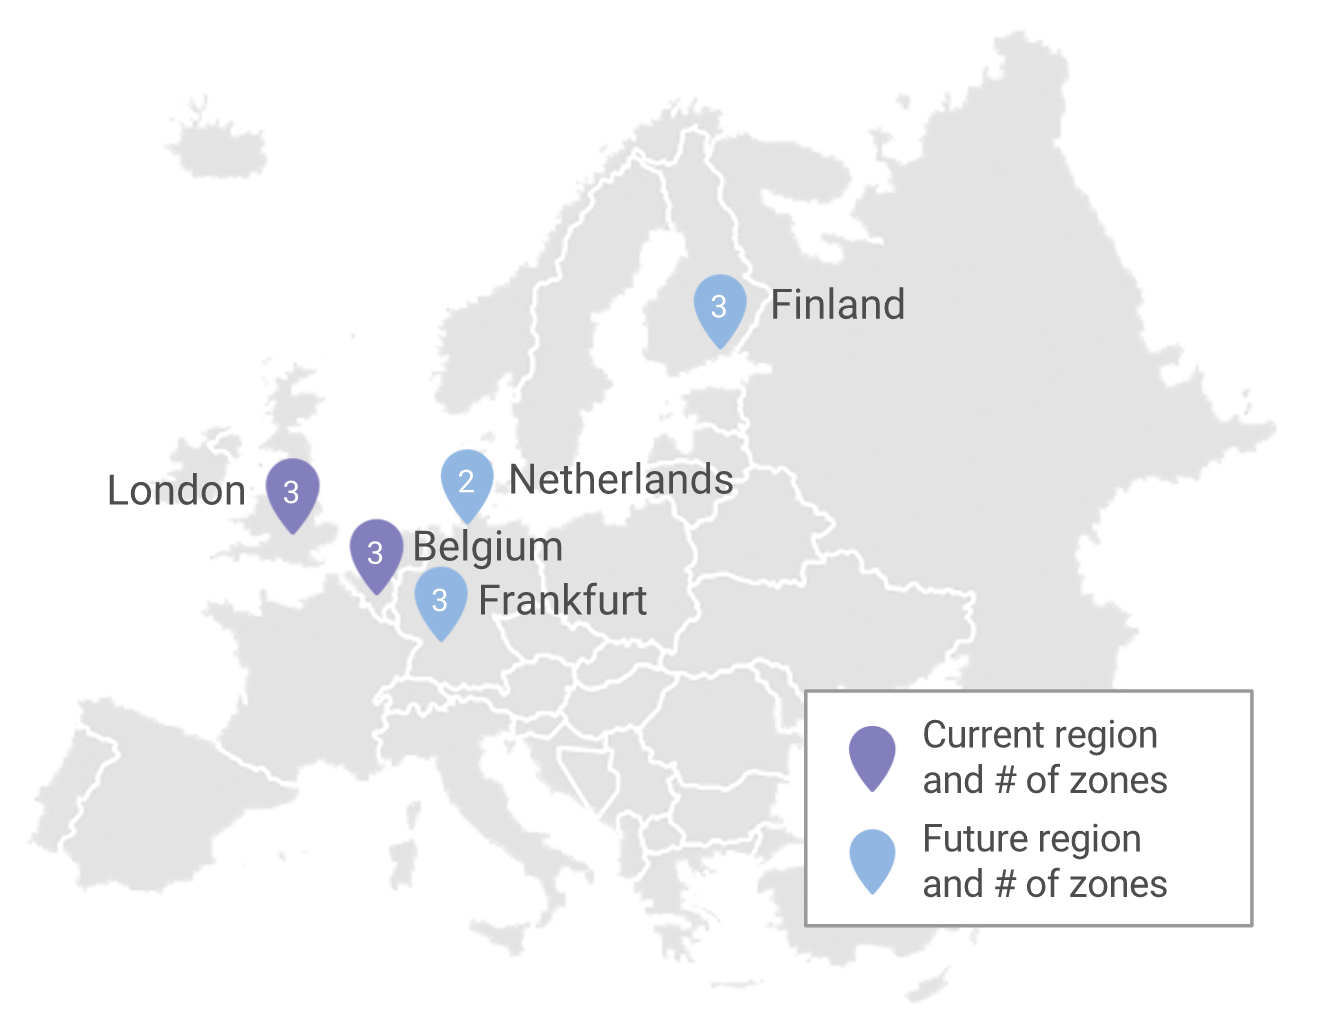 3 Finland
London 3
2 Netherlands
3 Belgium
3 Frankfurt
Current region
and # of zones
Future region
and # of zones